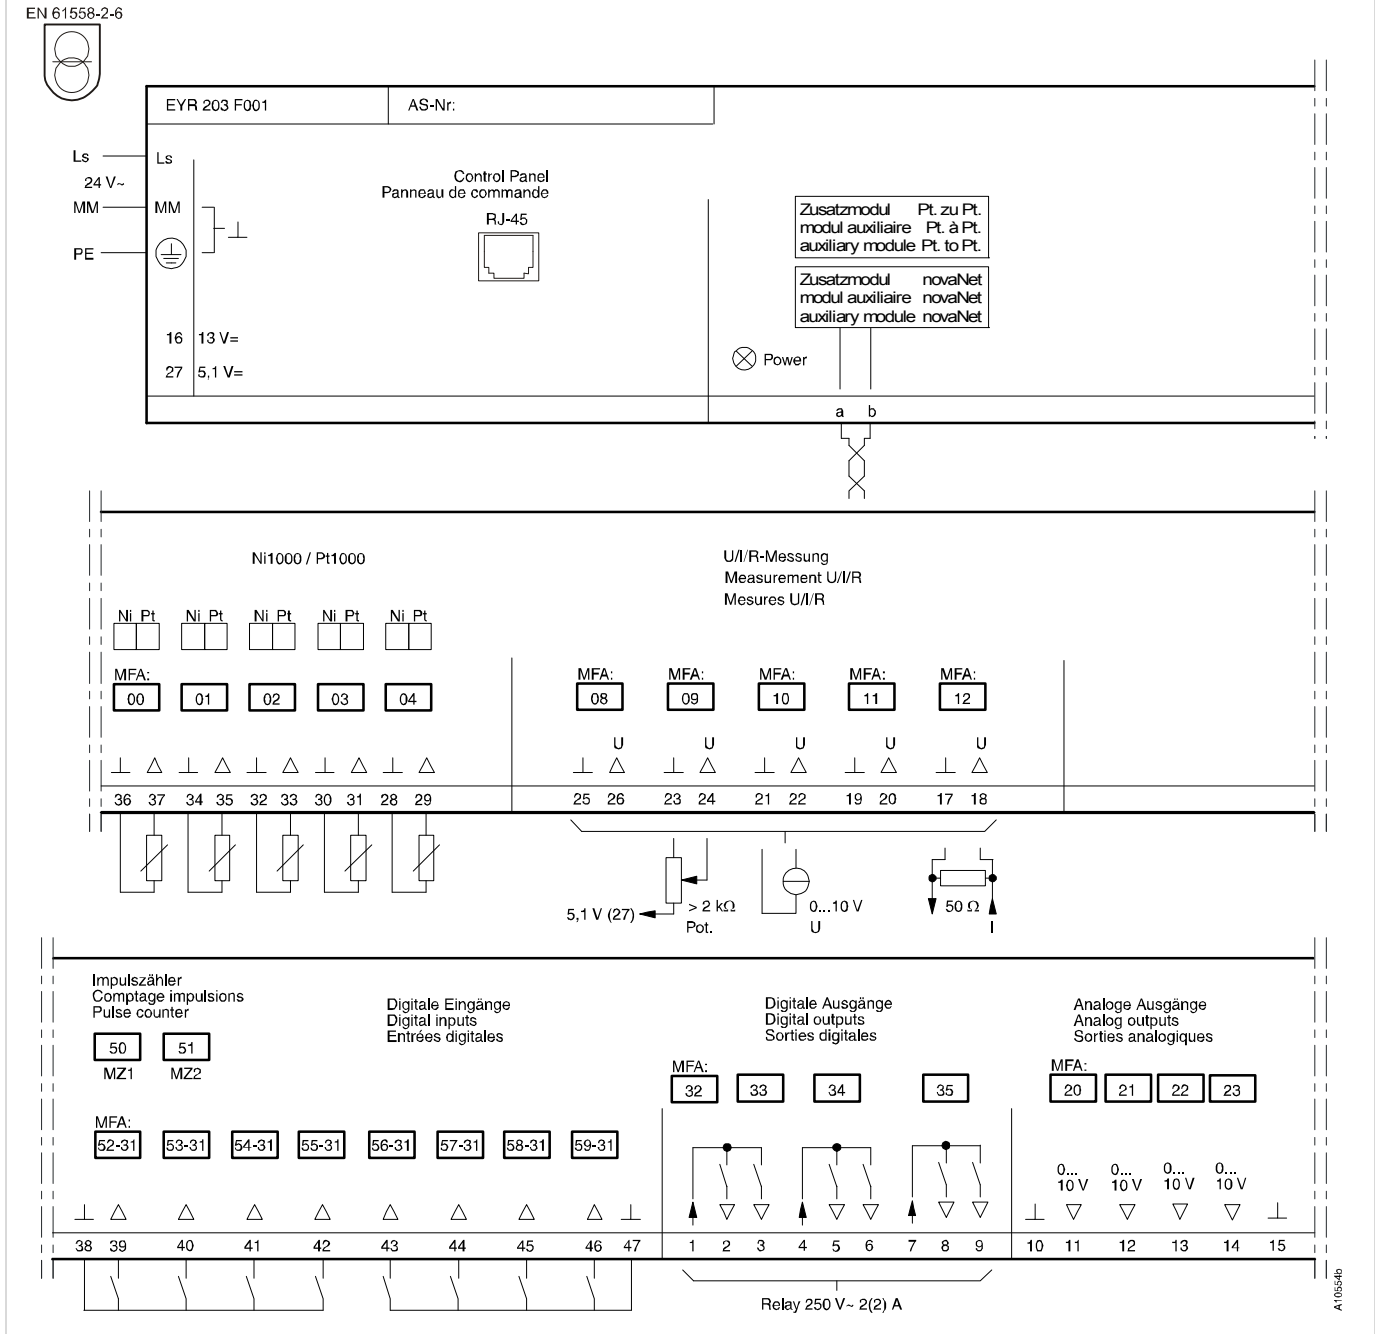 EN 61558-2-6
EYR 203 F001
AS-Nr:
Ls
Ls
24 V~
MM
MM
PE
Control Panel
Panneau de commande
RJ-45
Zusatzmodul Pt. zu Pt.
modul auxiliaire Pt. à Pt.
auxiliary module Pt. to Pt.
Zusatzmodul novaNet
modul auxiliaire novaNet
auxiliary module novaNet
16 13 V=
27 5,1 V=
Power
a b
Ni1000 / Pt1000
U/I/R-Messung
Measurement U/I/R
Mesures U/I/R
Ni Pt Ni Pt Ni Pt Ni Pt Ni Pt
MFA:
00 01 02 03 04
MFA: MFA: MFA: MFA: MFA:
08 09 10 11 12
U U U U U
36 37 34 35 32 33 30 31 28 29
25 26 23 24 21 22 19 20 17 18
5,1 V (27)
> 2 kΩ
Pot.
0...10 V
U
50 Ω
I
Impulszähler
Comptage impulsions
Pulse counter
50 51
MZ1 MZ2
Digitale Eingänge
Digital inputs
Entrées digitales
MFA:
52-31 53-31 54-31 55-31 56-31 57-31 58-31 59-31
38 39 40 41 42 43 44 45 46 47
Digitale Ausgänge
Digital outputs
Sorties digitales
MFA:
32 33 34 35
1 2 3 4 5 6 7 8 9
Relay 250 V~ 2(2) A
Analoge Ausgänge
Analog outputs
Sorties analogiques
MFA:
20 21 22 23
0... 0... 0... 0...
10 V 10 V 10 V 10 V
10 11 12 13 14 15
A10554b